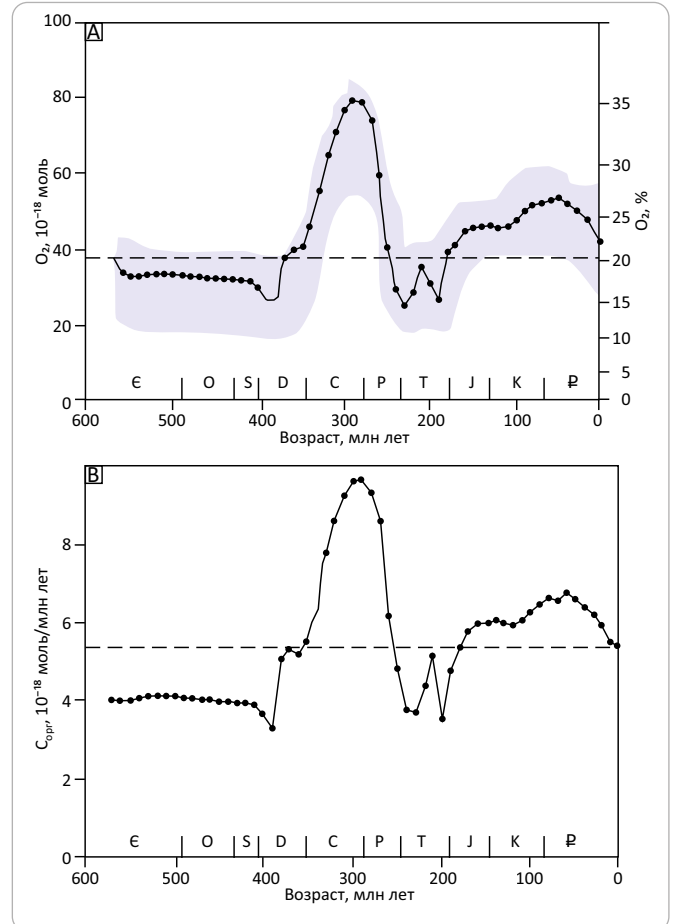 A
O₂, 10⁻¹⁸ моль
100
80
60
40
20
0
O₂, %
35
30
25
20
15
10
5
0
Є O S D C P T J K Ꝑ
600 500 400 300 200 100 0
Возраст, млн лет
B
C орг, 10⁻¹⁸ моль/млн лет
8
6
4
2
0
Є O S D C P T J K Ꝑ
600 500 400 300 200 100 0
Возраст, млн лет